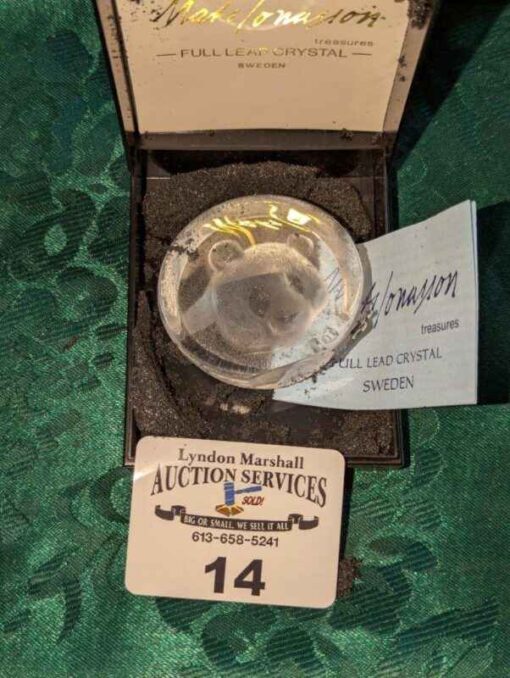 Mats Jonasson
treasures
FULL LEAD CRYSTAL
SWEDEN
Mats Jonasson
treasures
FULL LEAD CRYSTAL
SWEDEN
Lyndon Marshall
AUCTION SERVICES
SOLD!
BIG OR SMALL, WE SELL IT ALL
613-658-5241
14